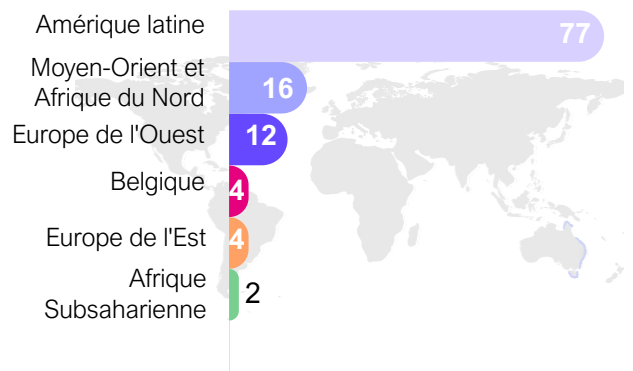 Amérique latine 77
Moyen-Orient et
Afrique du Nord 16
Europe de l'Ouest 12
Belgique 4
Europe de l'Est 4
Afrique
Subsaharienne 2